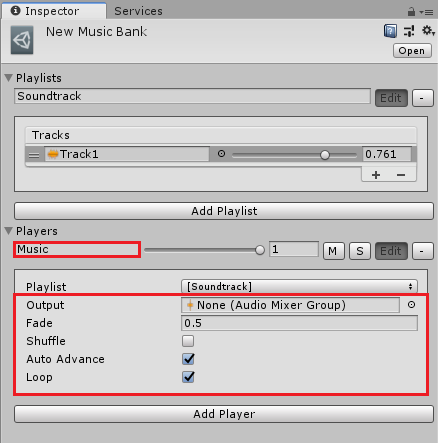 Inspector Services
New Music Bank
Open
Playlists
Soundtrack Edit -
Tracks
Track1 0.761
+ −
Add Playlist
Players
Music 1 M S Edit -
Playlist [Soundtrack]
Output None (Audio Mixer Group)
Fade 0.5
Shuffle
Auto Advance
Loop
Add Player